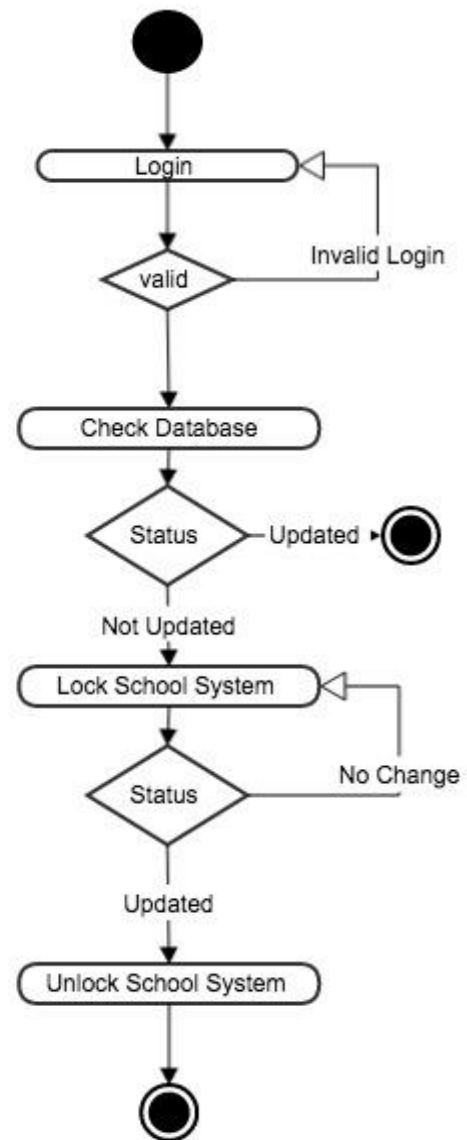 Login
Invalid Login
valid
Check Database
Status
Updated
Not Updated
Lock School System
No Change
Status
Updated
Unlock School System